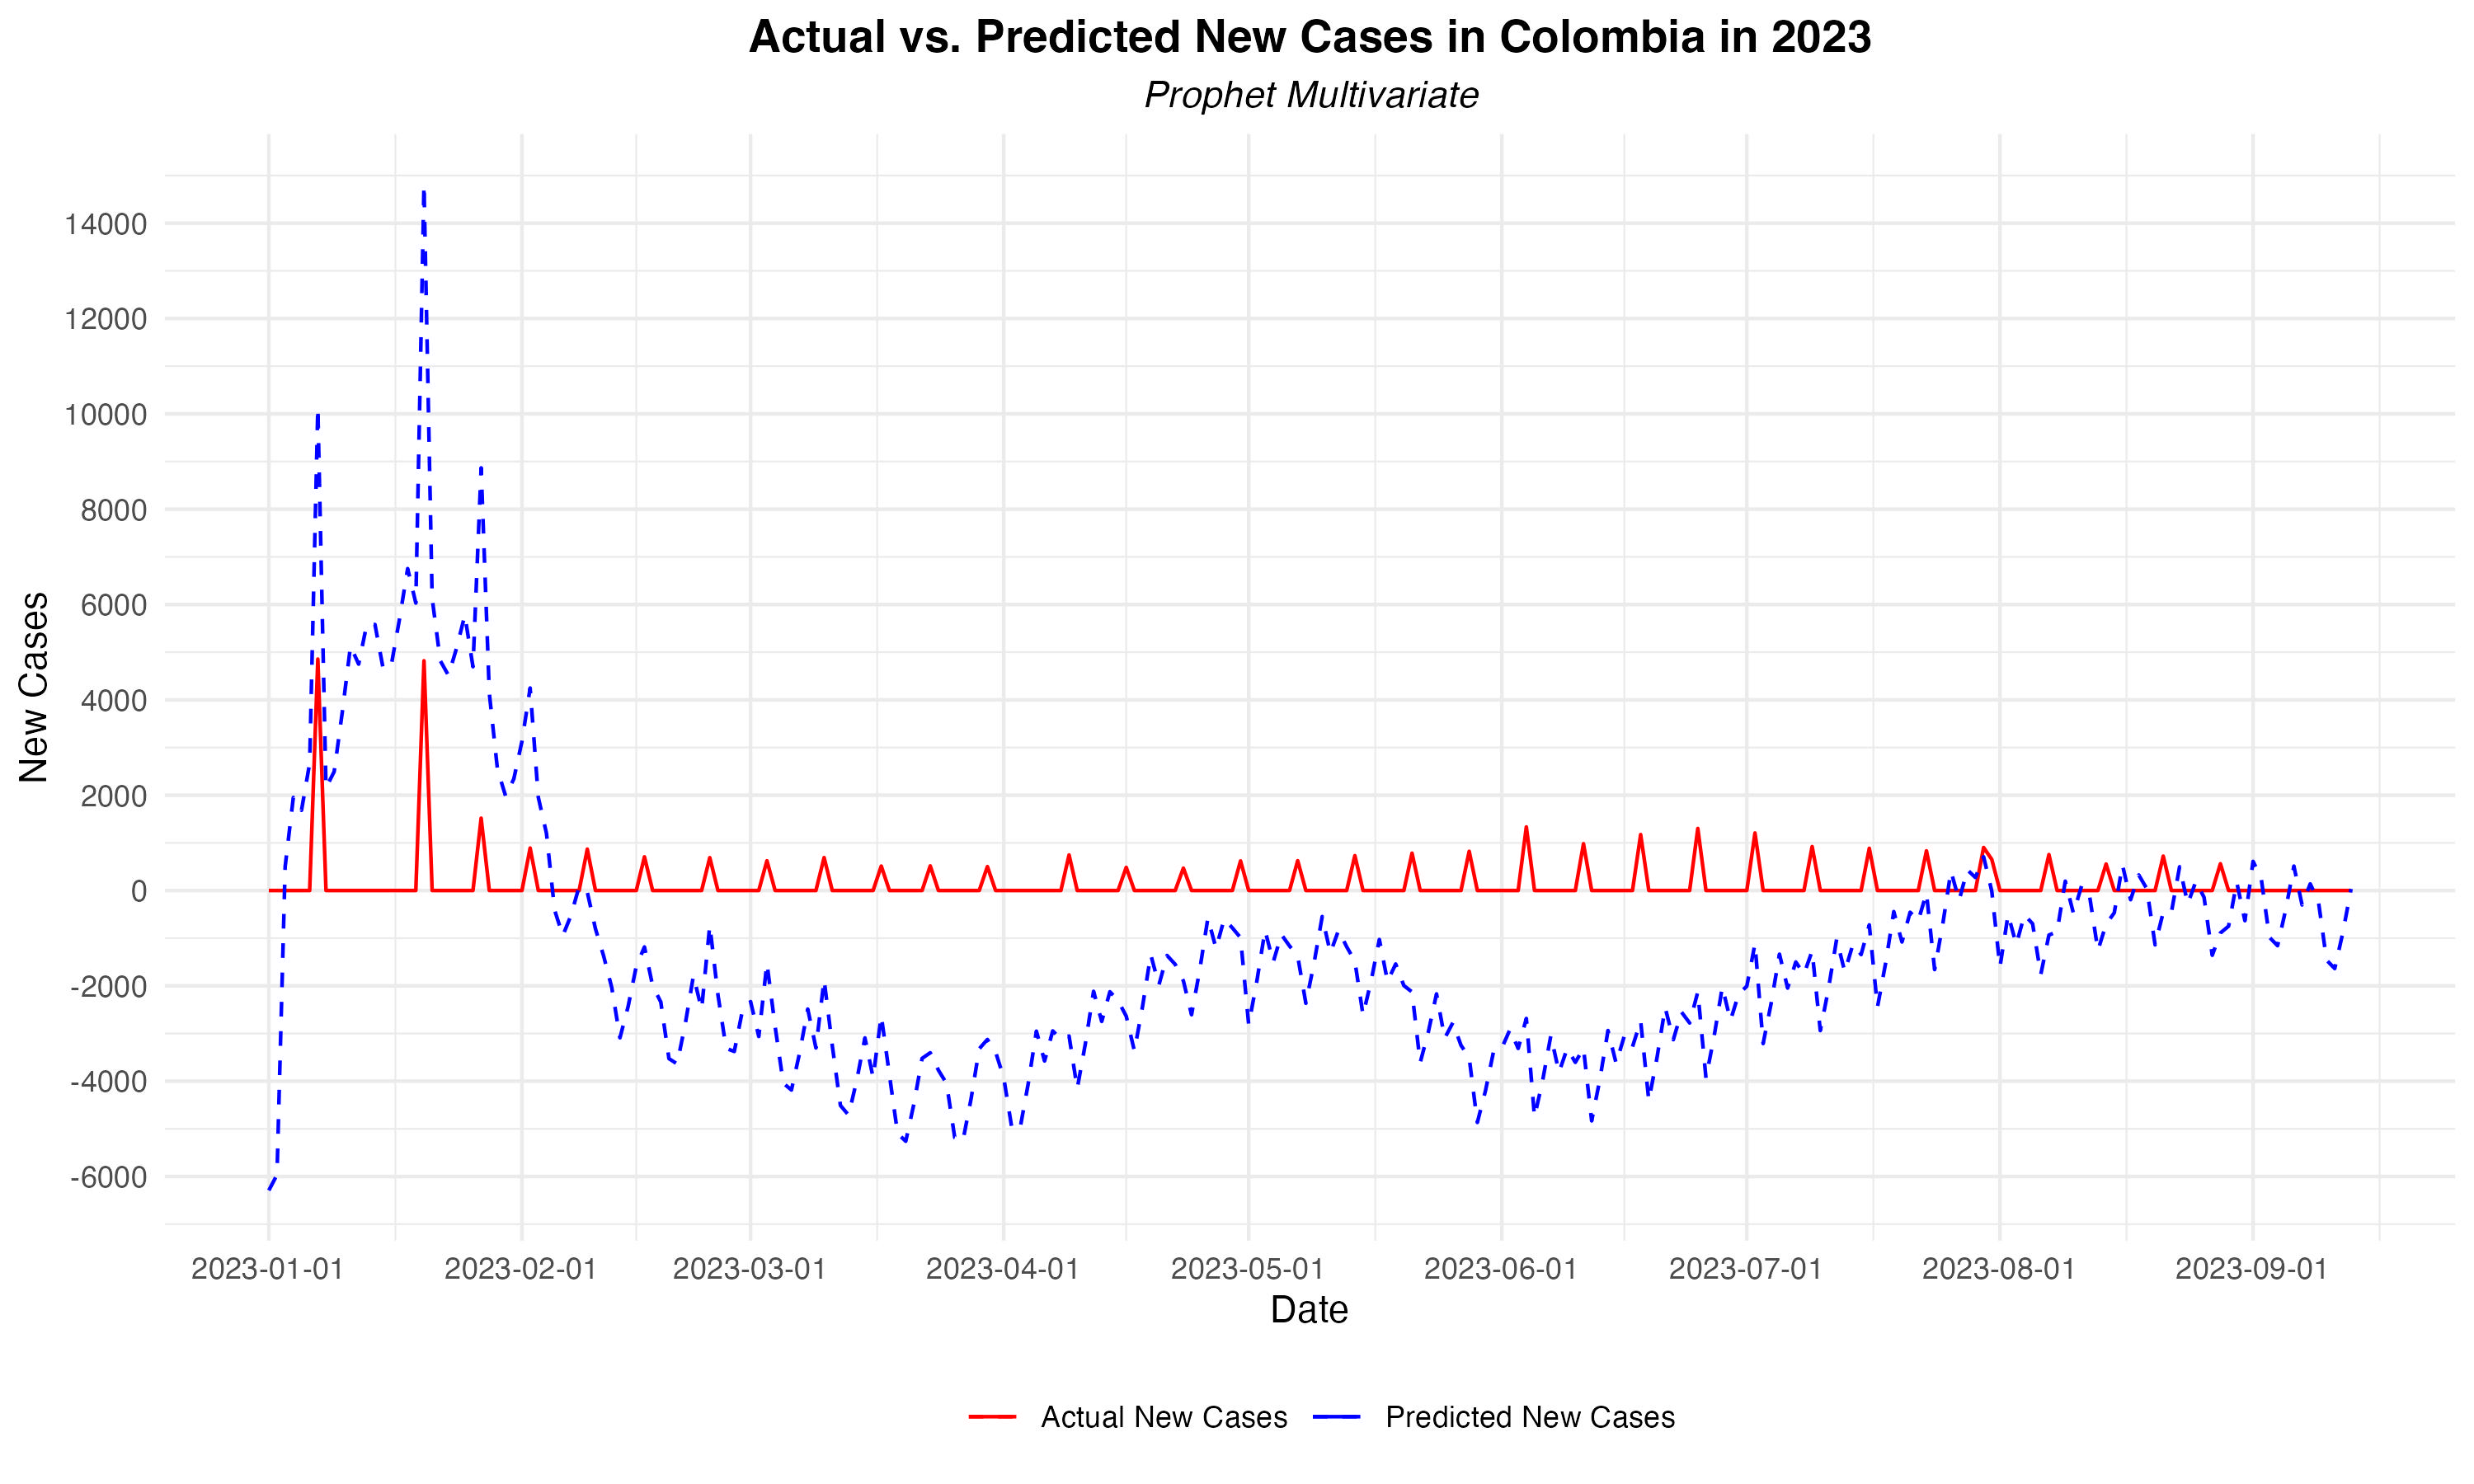 Actual vs. Predicted New Cases in Colombia in 2023
Prophet Multivariate
New Cases
14000
12000
10000
8000
6000
4000
2000
0
-2000
-4000
-6000
2023-01-01 2023-02-01 2023-03-01 2023-04-01 2023-05-01 2023-06-01 2023-07-01 2023-08-01 2023-09-01
Date
Actual New Cases Predicted New Cases